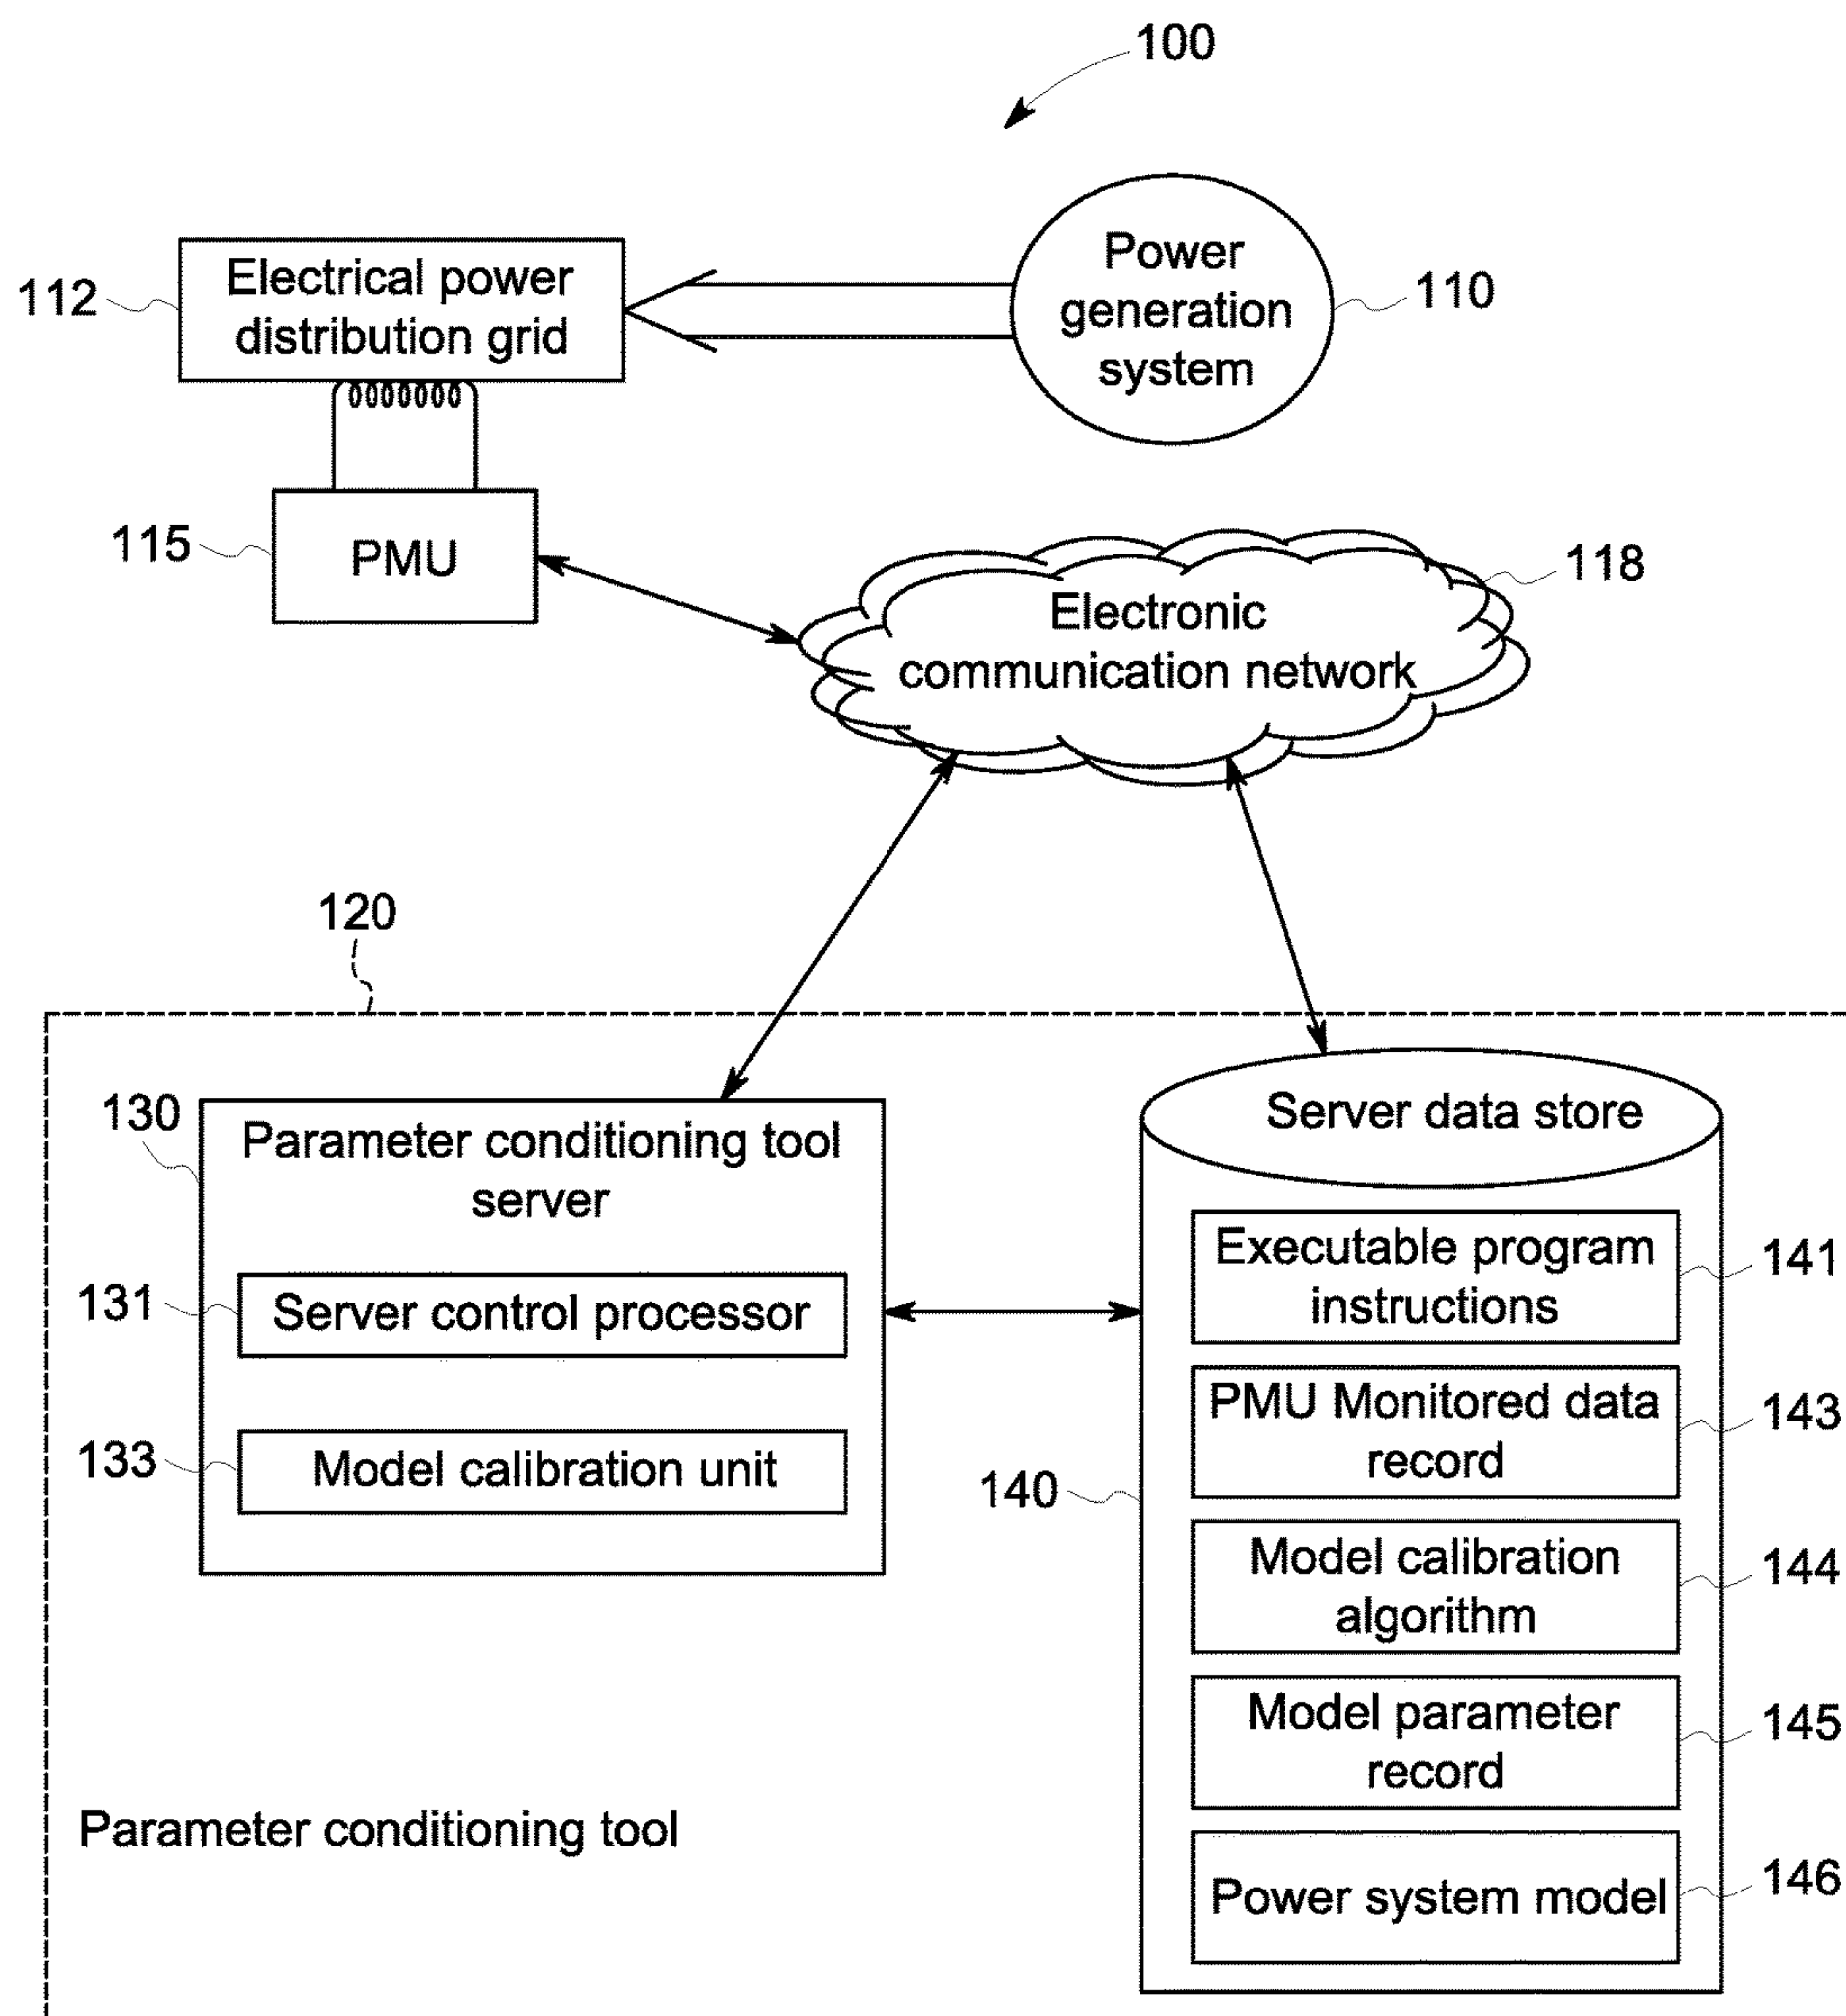 100
112
Electrical power
distribution grid
Power
generation
system
110
115
PMU
118
Electronic
communication network
120
130
Parameter conditioning tool
server
131
Server control processor
133
Model calibration unit
Server data store
140
Executable program
instructions
141
PMU Monitored data
record
143
Model calibration
algorithm
144
Model parameter
record
145
Power system model
146
Parameter conditioning tool